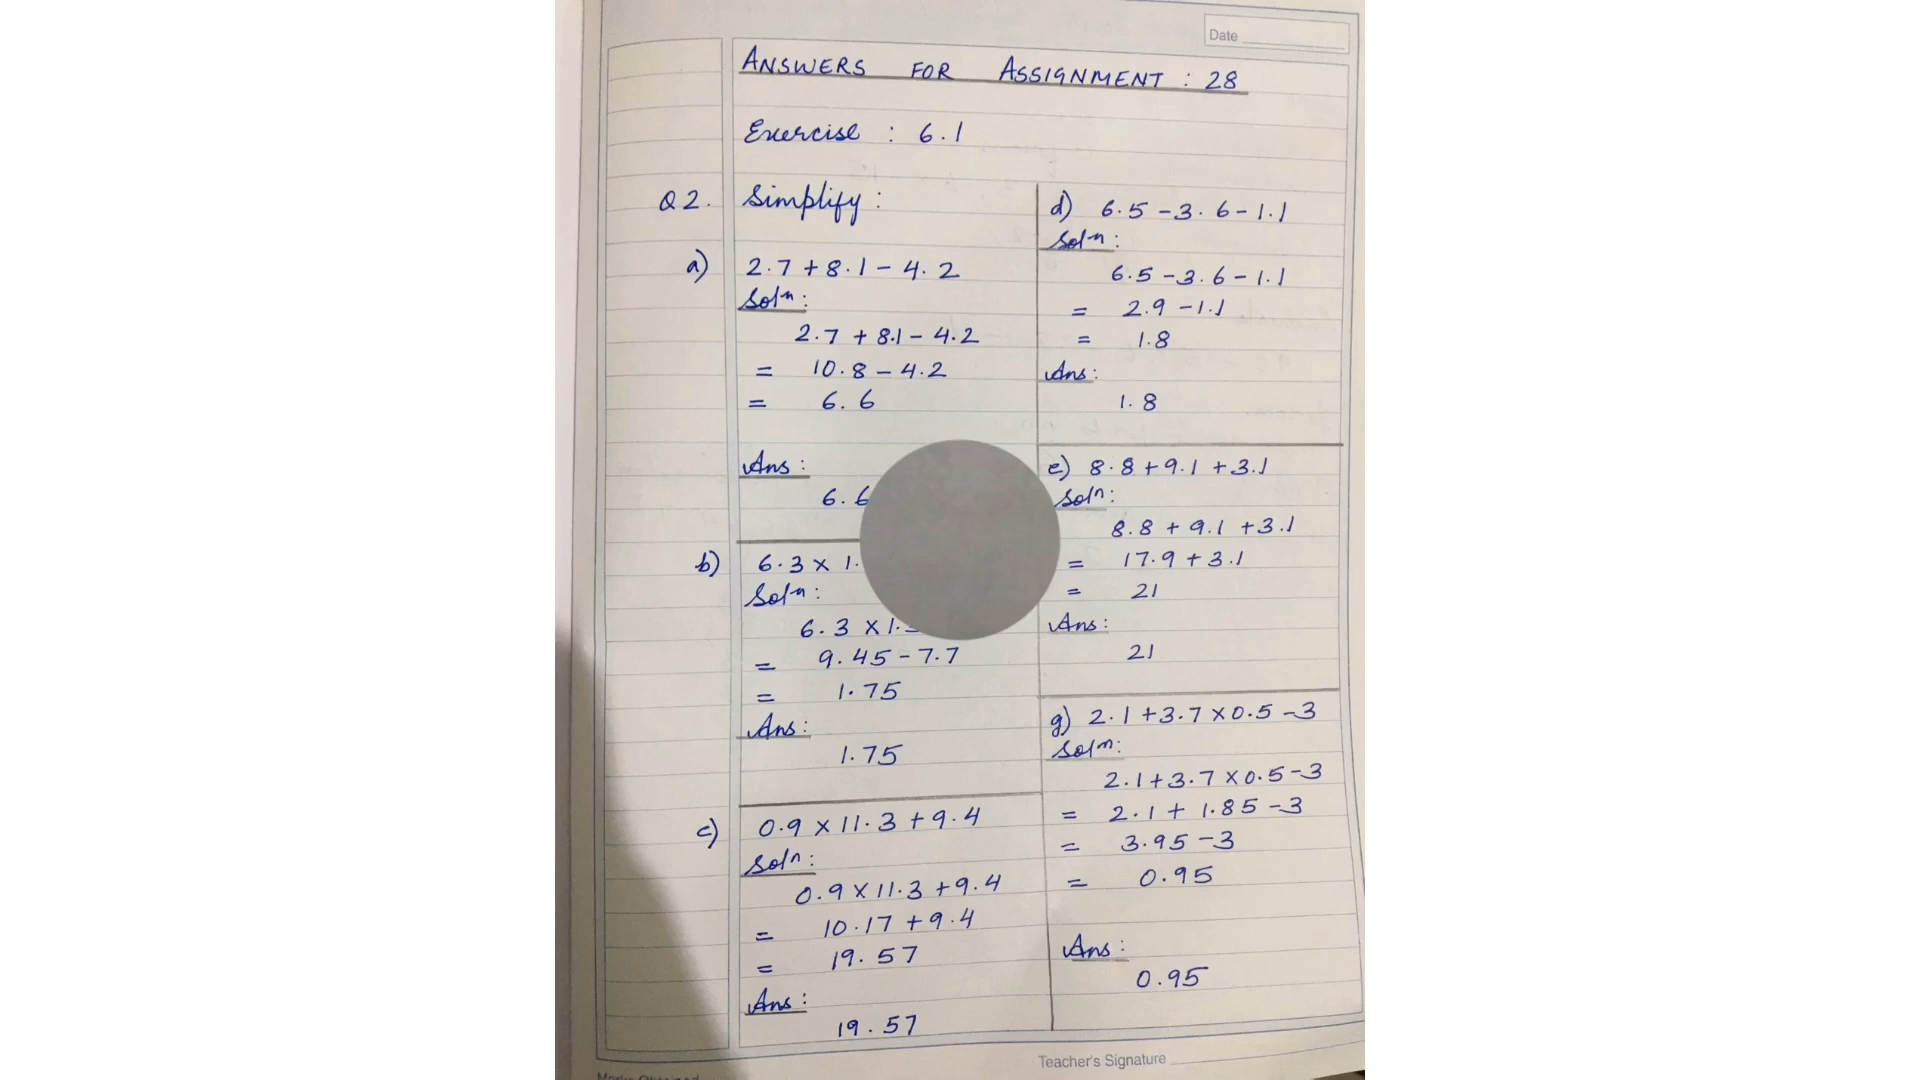 Date
ANSWERS FOR ASSIGNMENT : 28
Exercise : 6.1
Q2. Simplify :
a) 2.7 + 8.1 - 4.2
Solⁿ:
2.7 + 8.1 - 4.2
= 10.8 - 4.2
= 6.6
Ans :
6.6
b) 6.3 × 1.
Solⁿ:
6.3 × 1.
= 9.45 - 7.7
= 1.75
Ans :
1.75
c) 0.9 × 11.3 + 9.4
Solⁿ:
0.9 × 11.3 + 9.4
= 10.17 + 9.4
= 19.57
Ans :
19.57
d) 6.5 - 3.6 - 1.1
Solⁿ:
6.5 - 3.6 - 1.1
= 2.9 - 1.1
= 1.8
Ans :
1.8
e) 8.8 + 9.1 + 3.1
Solⁿ:
8.8 + 9.1 + 3.1
= 17.9 + 3.1
= 21
Ans :
21
g) 2.1 + 3.7 × 0.5 - 3
Solⁿ:
2.1 + 3.7 × 0.5 - 3
= 2.1 + 1.85 - 3
= 3.95 - 3
= 0.95
Ans :
0.95
Teacher's Signature